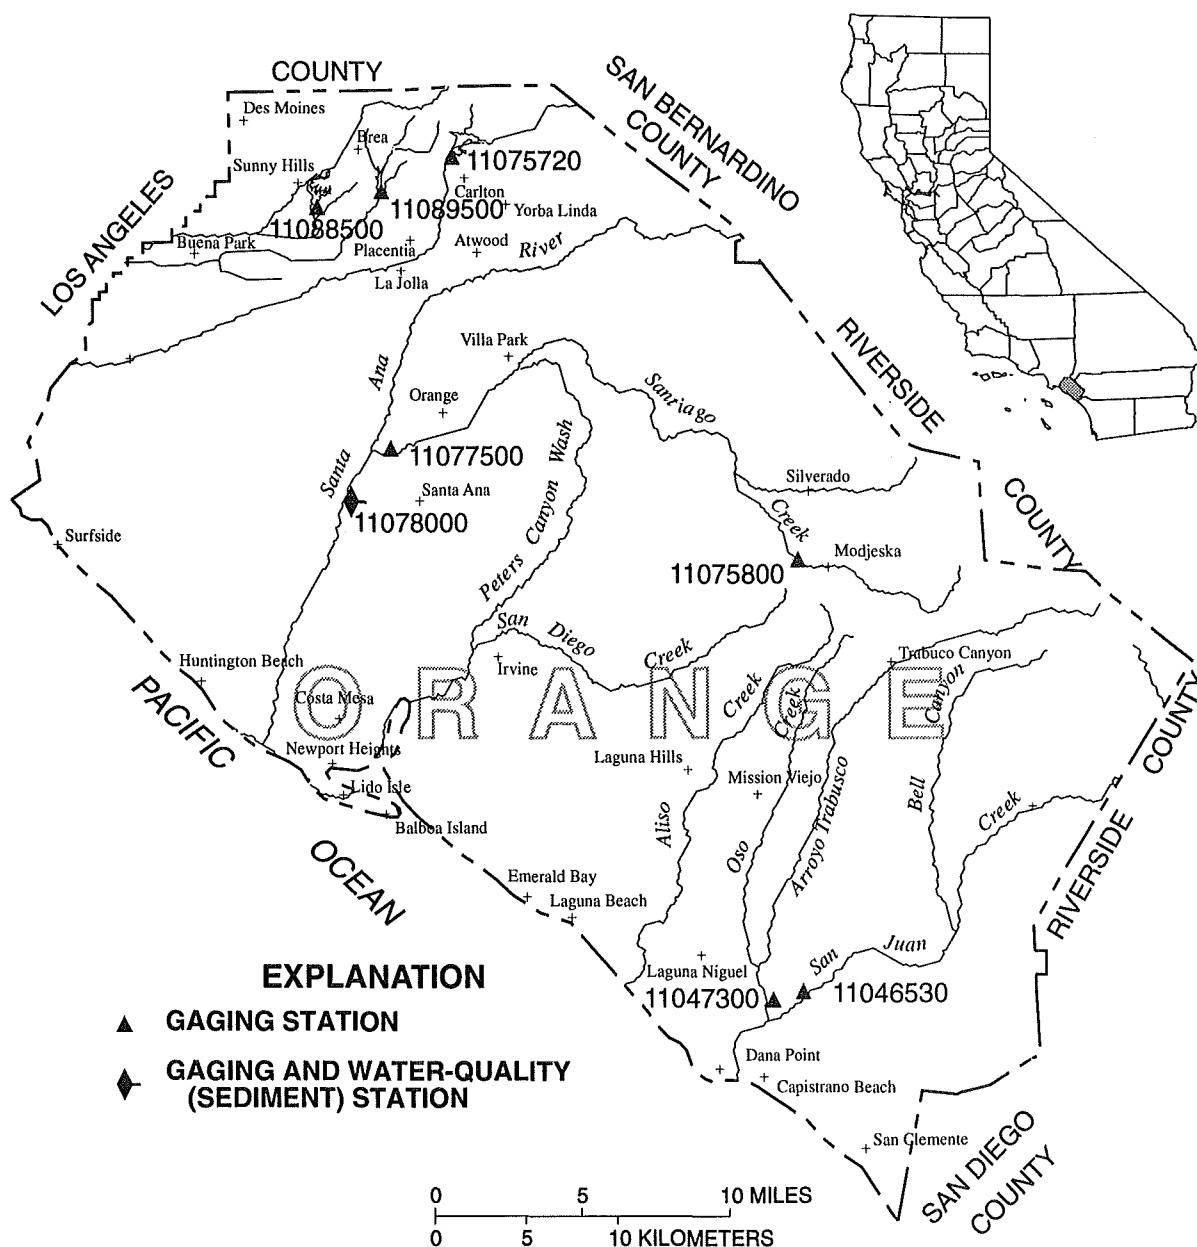 COUNTY
SAN BERNARDINO
COUNTY
Des Moines
Brea
Sunny Hills
11075720
Carlton
11089500
Yorba Linda
11088500
LOS ANGELES
Buena Park
Placentia
Atwood
River
La Jolla
RIVERSIDE
Villa Park
Ana
Santiago
Orange
Wash
11077500
Santa
Silverado
Santa Ana
Canyon
COUNTY
11078000
Creek
Surfside
Modjeska
11075800
Peters
San
Diego
Creek
Irvine
Trabuco Canyon
Huntington Beach
ORANGE
Creek
Creek
Canyon
Costa Mesa
PACIFIC
COUNTY
Newport Heights
Laguna Hills
Mission Viejo
Lido Isle
Aliso
Oso
Arroyo Trabusco
Bell
Creek
Balboa Island
OCEAN
RIVERSIDE
Emerald Bay
Laguna Beach
San
Juan
EXPLANATION
Laguna Niguel
11047300
11046530
GAGING STATION
Dana Point
GAGING AND WATER-QUALITY
(SEDIMENT) STATION
Capistrano Beach
San Clemente
SAN DIEGO
COUNTY
0 5 10 MILES
0 5 10 KILOMETERS